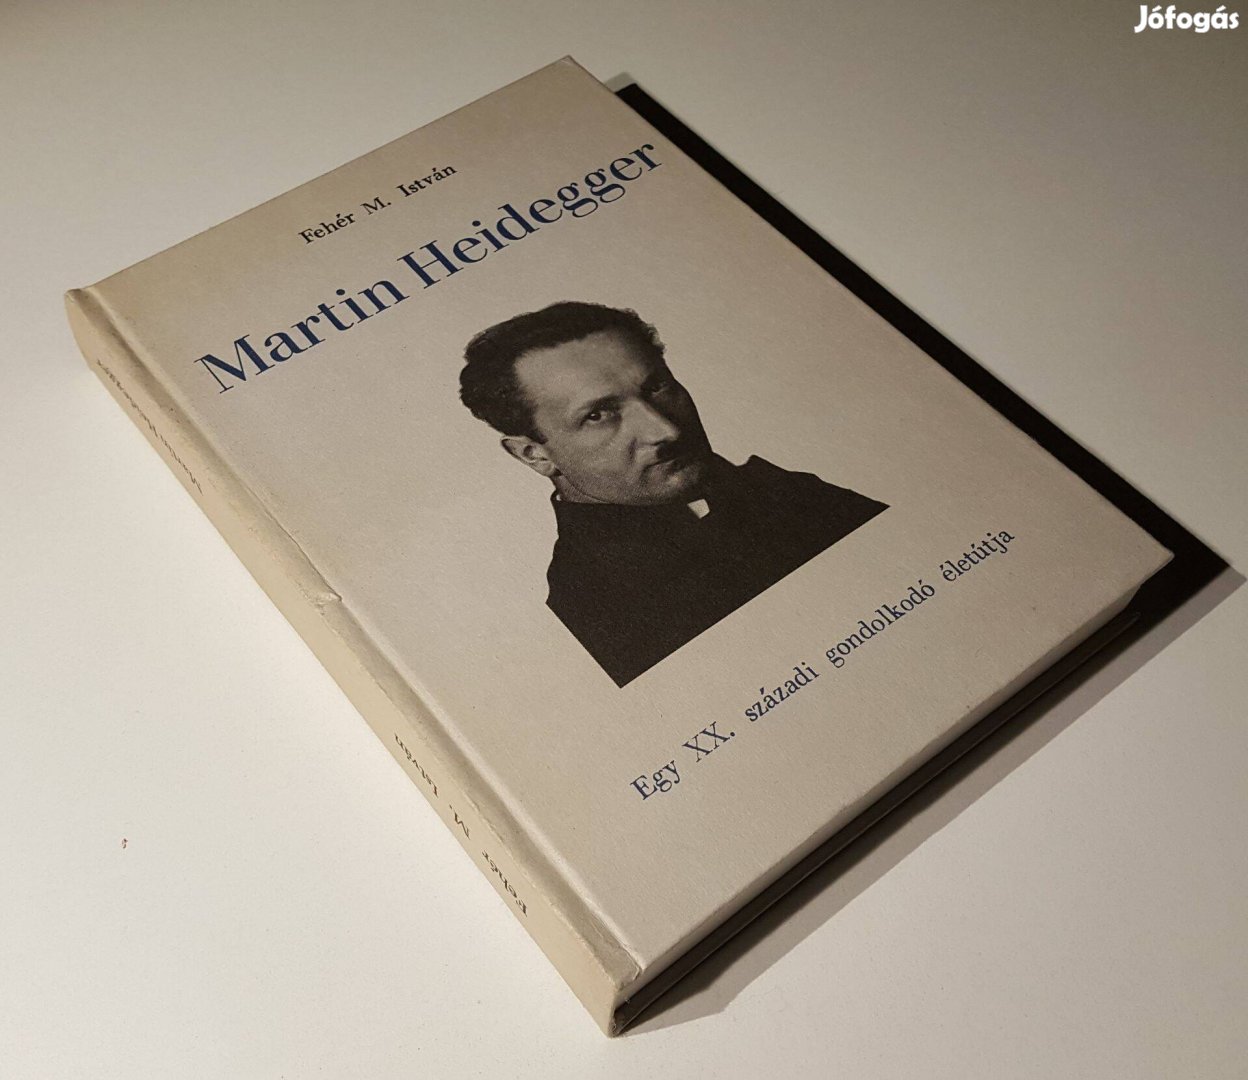 Jófogás
Fehér M. István
Martin Heidegger
Egy XX. századi gondolkodó életútja
Martin Heidegger
Fehér M. István